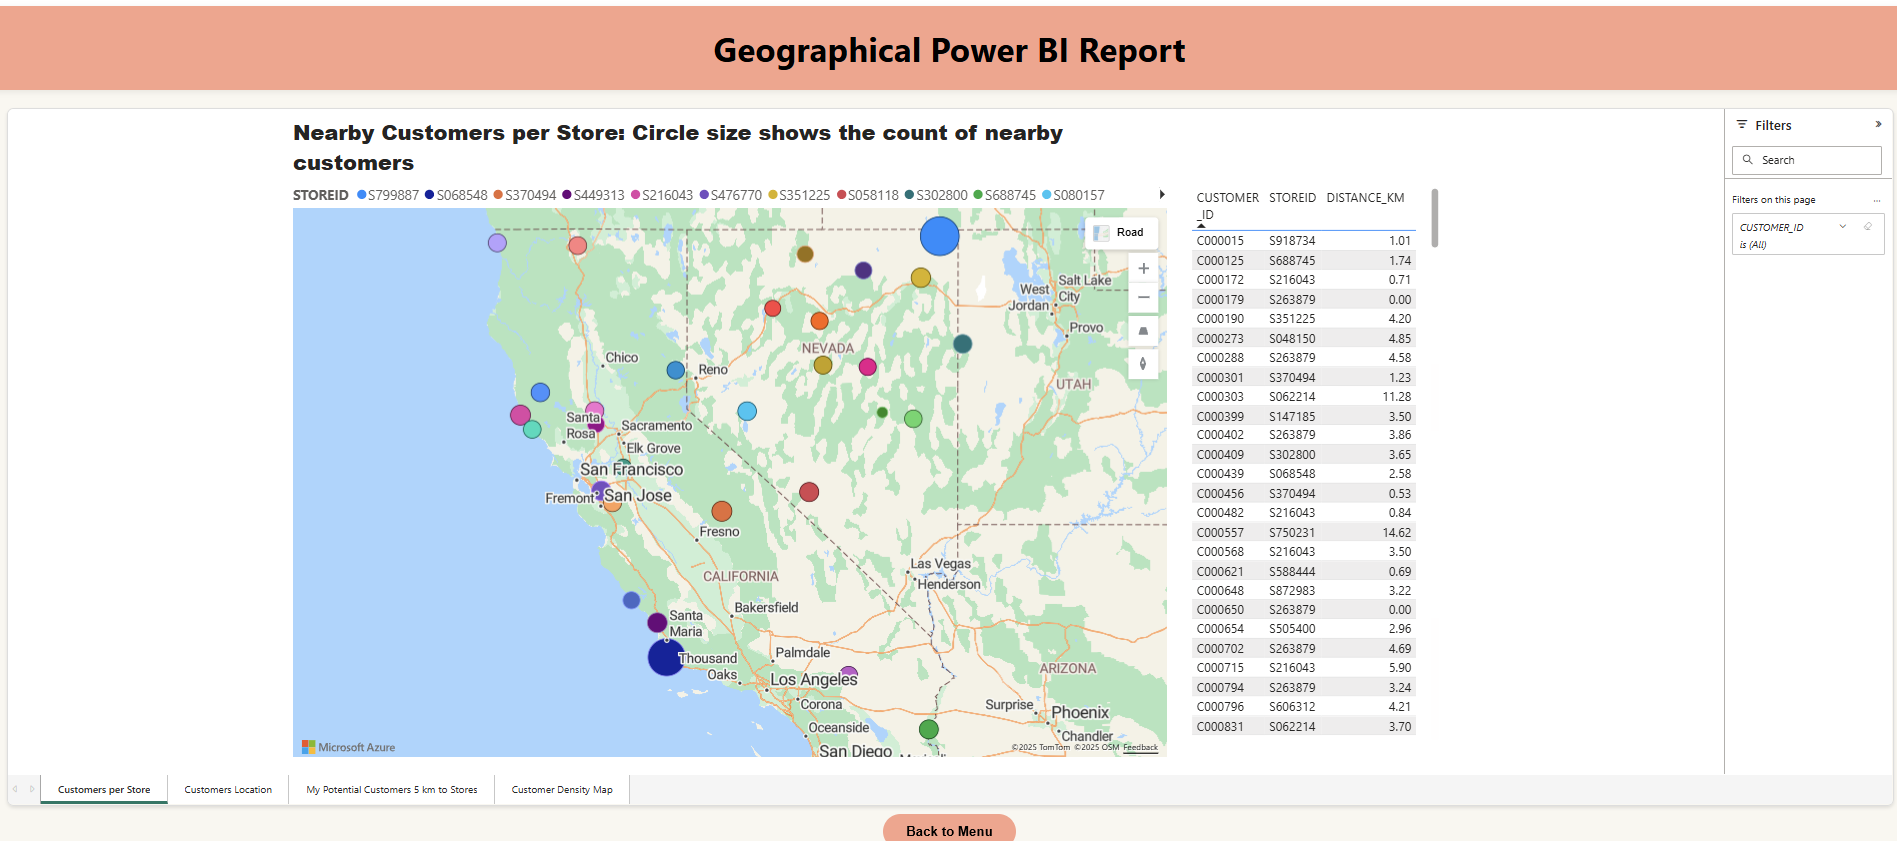 Geographical Power BI Report
Nearby Customers per Store: Circle size shows the count of nearby
customers
STOREID S799887 S068548 S370494 S449313 S216043 S476770 S351225 S058118 S302800 S688745 S080157
Road
Salt Lake
City
West
Jordan
Provo
Chico
Reno
NEVADA
UTAH
Santa
Rosa
Sacramento
Elk Grove
San Francisco
Fremont
San Jose
Fresno
Las Vegas
Henderson
CALIFORNIA
Bakersfield
Santa
Maria
Palmdale
Thousand
Oaks
Los Angeles
ARIZONA
Corona
Surprise
Phoenix
Oceanside
Chandler
San Diego
Microsoft Azure
©2025 TomTom ©2025 OSM Feedback
CUSTOMER
_ID STOREID DISTANCE_KM
C000015 S918734 1.01
C000125 S688745 1.74
C000172 S216043 0.71
C000179 S263879 0.00
C000190 S351225 4.20
C000273 S048150 4.85
C000288 S263879 4.58
C000301 S370494 1.23
C000303 S062214 11.28
C000399 S147185 3.50
C000402 S263879 3.86
C000409 S302800 3.65
C000439 S068548 2.58
C000456 S370494 0.53
C000482 S216043 0.84
C000557 S750231 14.62
C000568 S216043 3.50
C000621 S588444 0.69
C000648 S872983 3.22
C000650 S263879 0.00
C000654 S505400 2.96
C000702 S263879 4.69
C000715 S216043 5.90
C000794 S263879 3.24
C000796 S606312 4.21
C000831 S062214 3.70
Filters
Search
Filters on this page
...
CUSTOMER_ID
is (All)
Customers per Store
Customers Location
My Potential Customers 5 km to Stores
Customer Density Map
Back to Menu